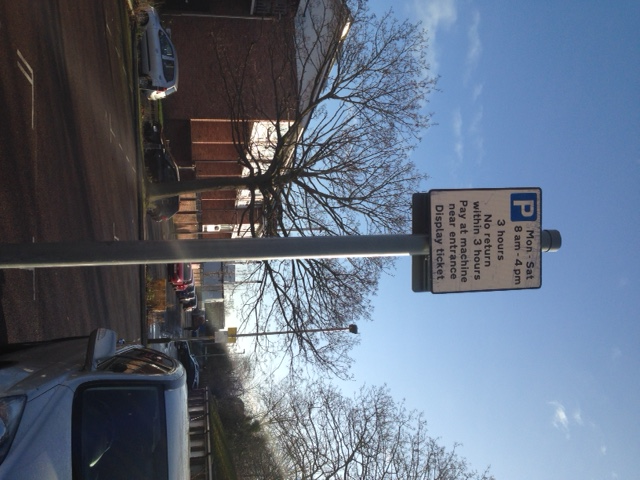 P Mon - Sat
8 am - 4 pm
3 hours
No return
within 3 hours
Pay at machine
near entrance
Display ticket